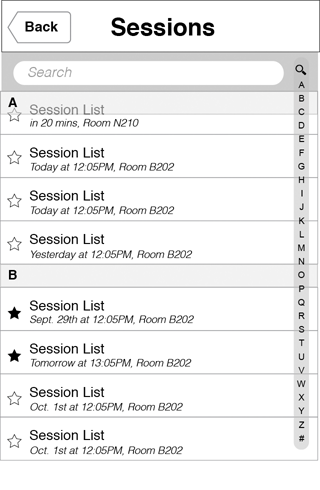 Back
Sessions
Search
A
Session List
in 20 mins, Room N210
Session List
Today at 12:05PM, Room B202
Session List
Today at 12:05PM, Room B202
Session List
Yesterday at 12:05PM, Room B202
B
Session List
Sept. 29th at 12:05PM, Room B202
Session List
Tomorrow at 13:05PM, Room B202
Session List
Oct. 1st at 12:05PM, Room B202
Session List
Oct. 1st at 12:05PM, Room B202
A
B
C
D
E
F
G
H
I
J
K
L
M
N
O
P
Q
R
S
T
U
V
W
X
Y
Z
#